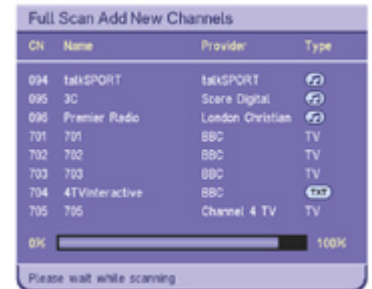 Full Scan Add New Channels
CN Name Provider Type
094 talkSPORT talkSPORT
095 3C Score Digital
096 Premier Radio London Christian
701 701 BBC TV
702 702 BBC TV
703 703 BBC TV
704 4TVinteractive BBC TXT
705 705 Channel 4 TV TV
0% 100%
Please wait while scanning